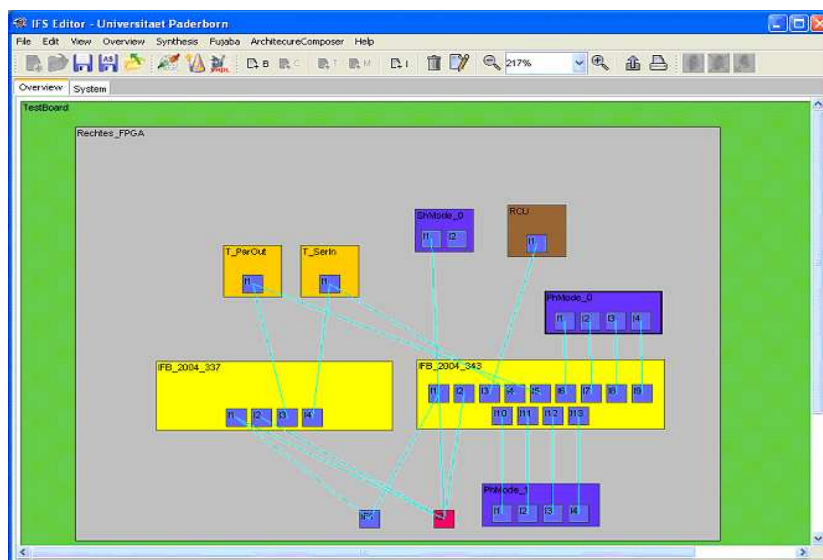 IFS Editor - Universitaet Paderborn
File Edit View Overview Synthesis Fujaba ArchitecureComposer Help
AS VHDL B C T M I 217%
Overview System
TestBoard
Rechtes_FPGA
ShMode_0 RCU
I1 I2 I1
T_ParOut T_SerIn
I1 I1
PhMode_0
I1 I2 I3 I4
IFB_2004_337 IFB_2004_343
I1 I2 I3 I4 I5 I6 I7 I8 I9
I1 I2 I3 I4 I10 I11 I12 I13
PhMode_1
I1 I2 I3 I4